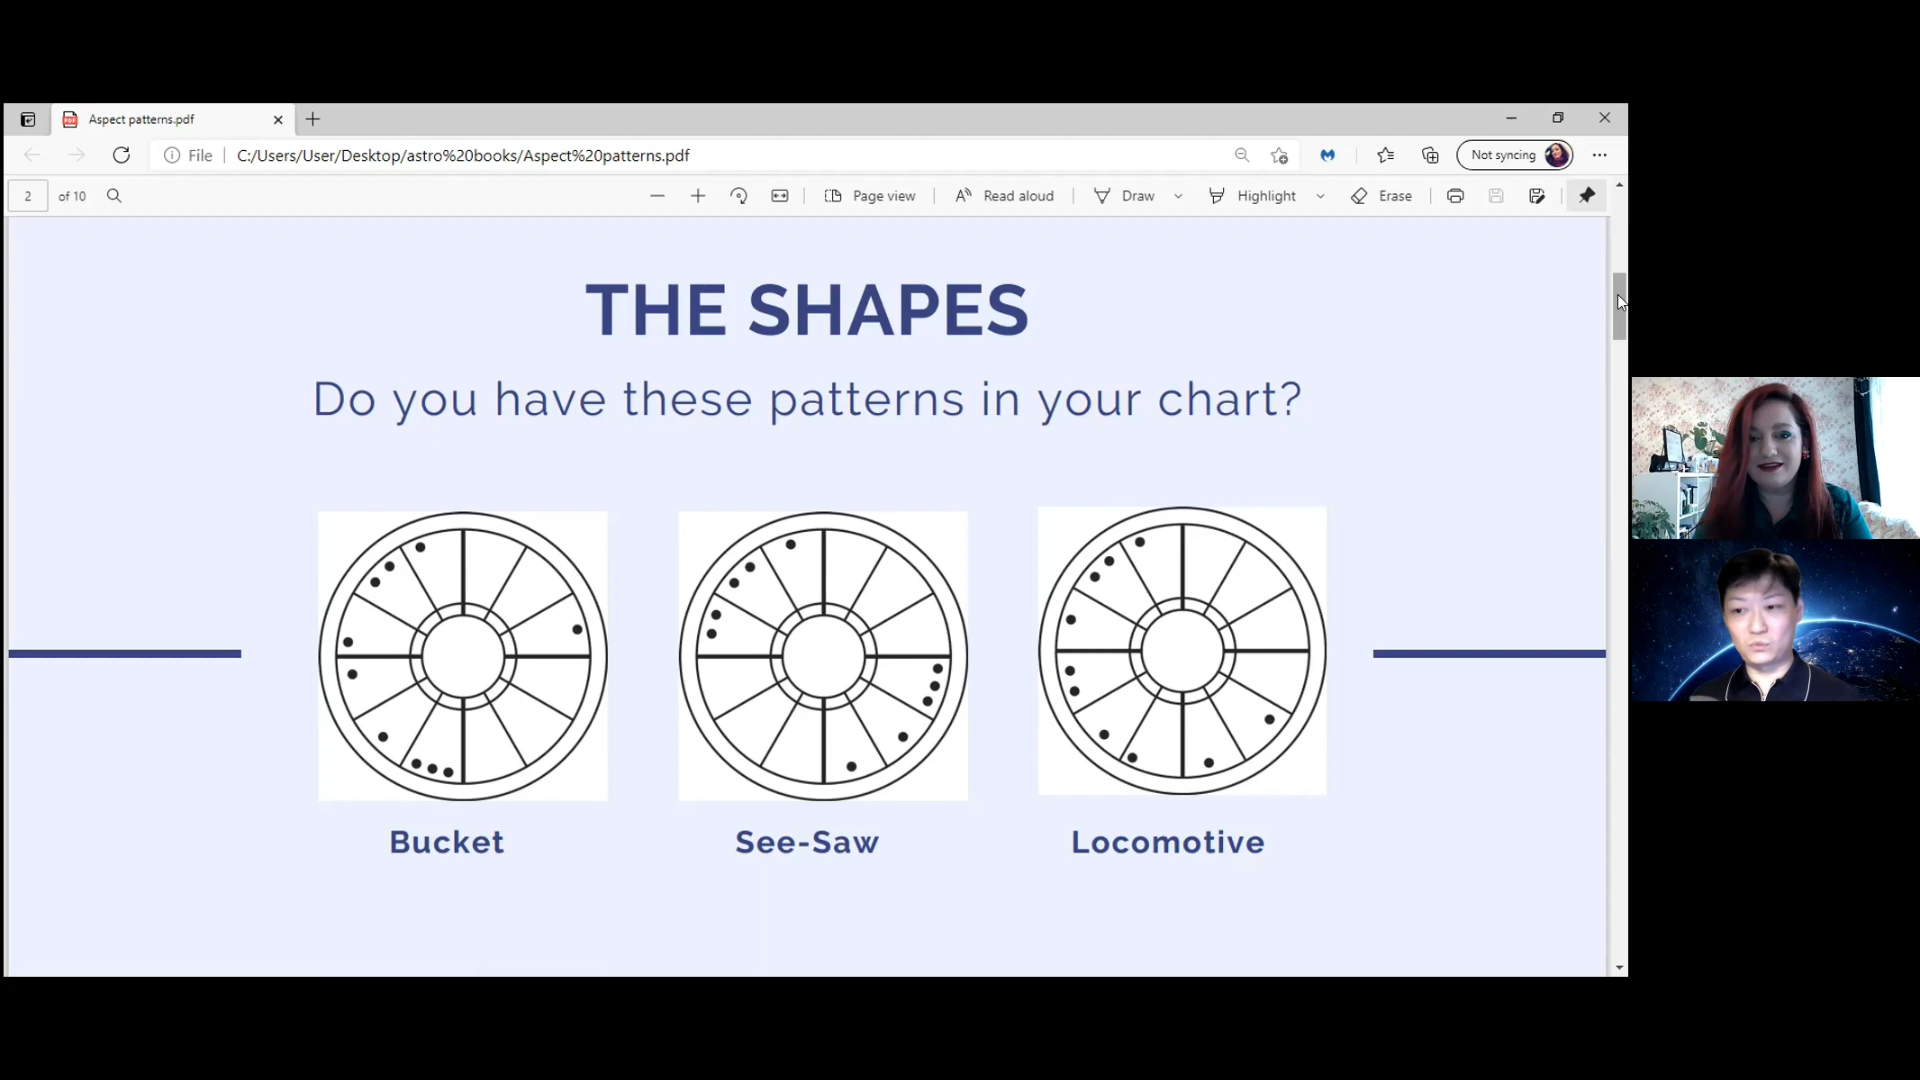 Aspect patterns.pdf
File
C:/Users/User/Desktop/astro%20books/Aspect%20patterns.pdf
Not syncing
2 of 10
Page view
Read aloud
Draw
Highlight
Erase
THE SHAPES
Do you have these patterns in your chart?
Bucket
See-Saw
Locomotive